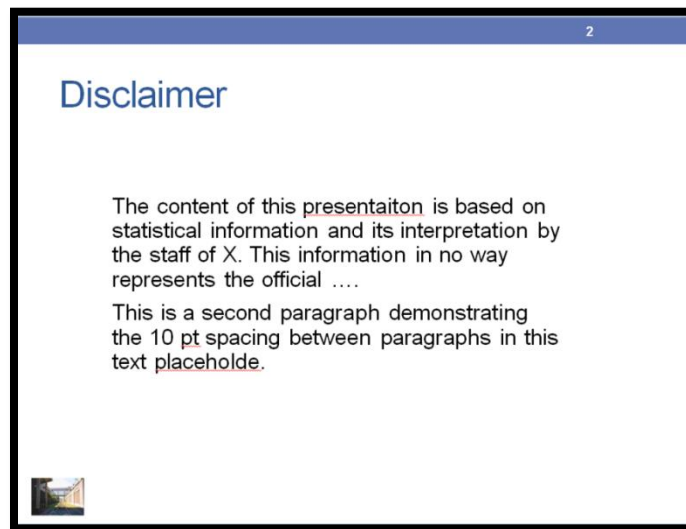 2
Disclaimer
The content of this presentaiton is based on
statistical information and its interpretation by
the staff of X. This information in no way
represents the official ....
This is a second paragraph demonstrating
the 10 pt spacing between paragraphs in this
text placeholde.